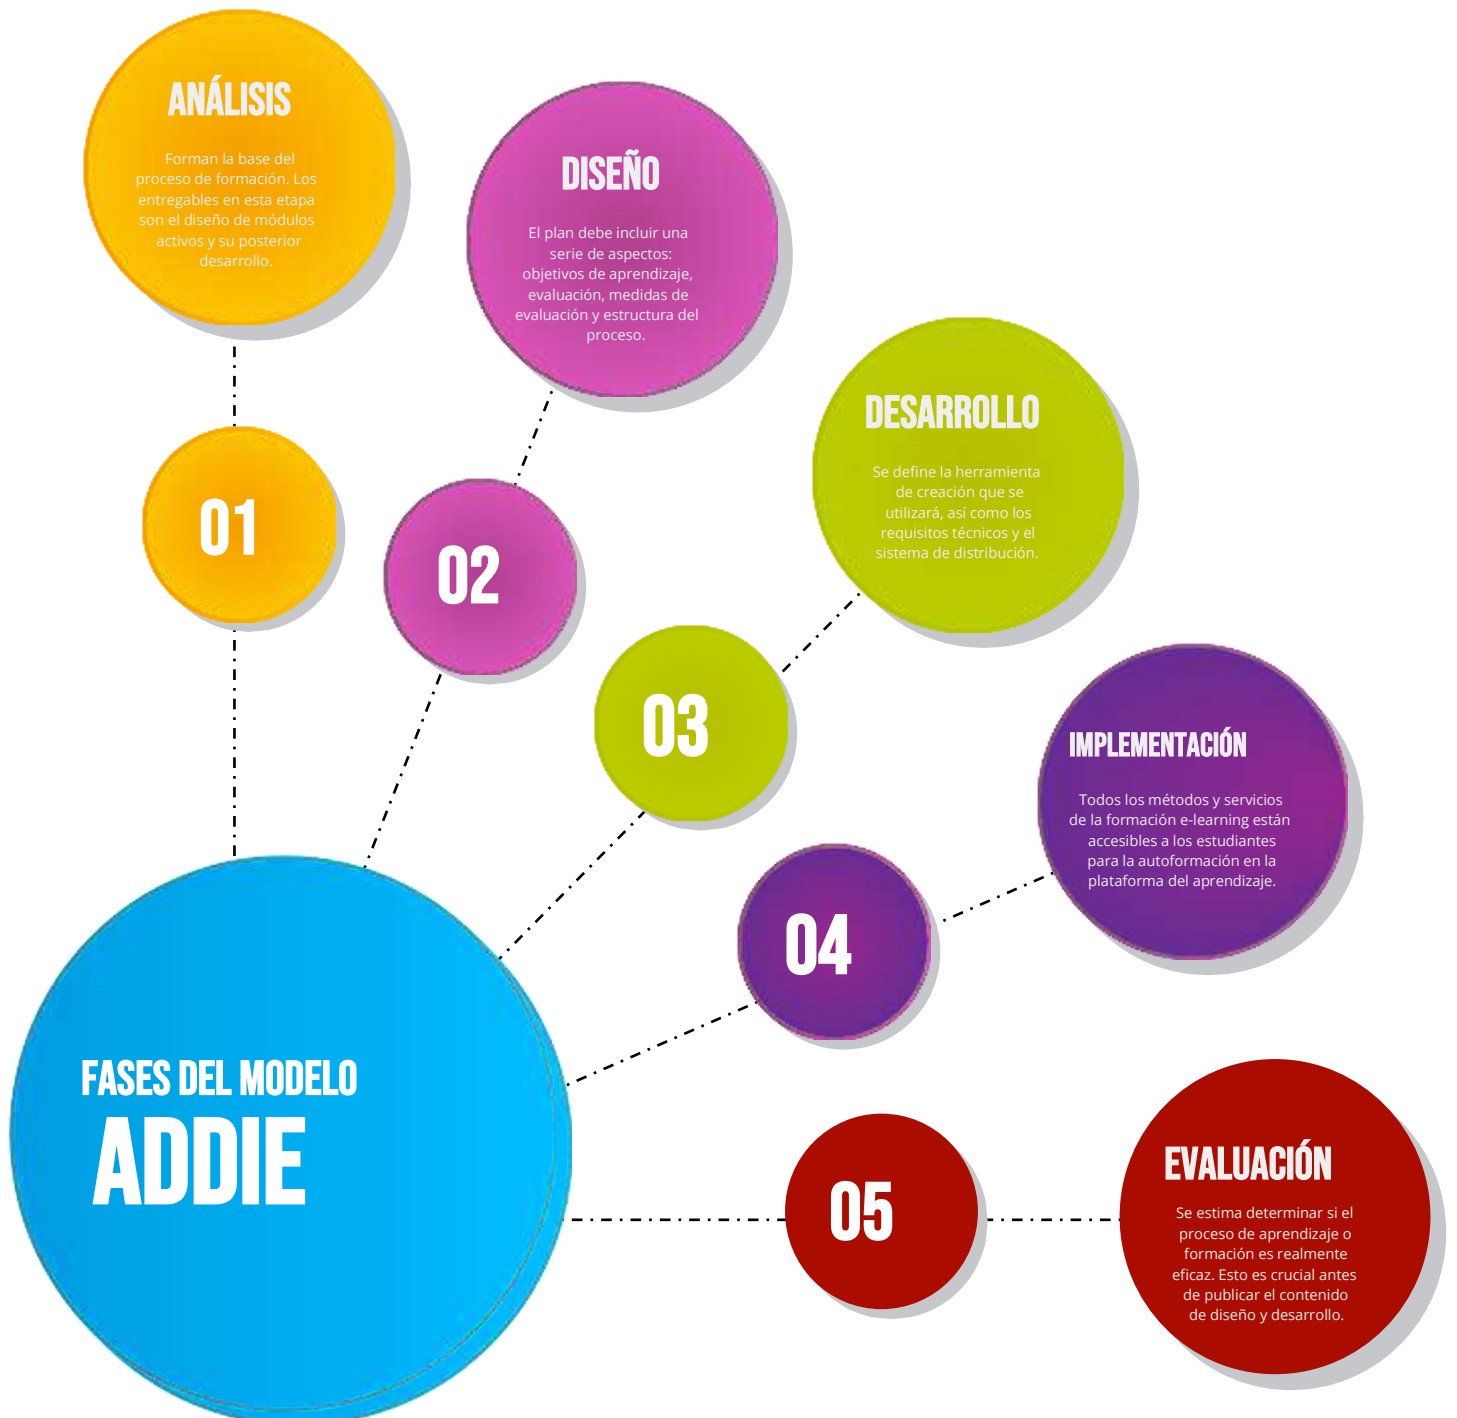 ANÁLISIS
Forman la base del
proceso de formación. Los
entregables en esta etapa
son el diseño de módulos
activos y su posterior
desarrollo.
DISEÑO
El plan debe incluir una
serie de aspectos:
objetivos de aprendizaje,
evaluación, medidas de
evaluación y estructura del
proceso.
DESARROLLO
Se define la herramienta
de creación que se
utilizará, así como los
requisitos técnicos y el
sistema de distribución.
01
02
03
IMPLEMENTACIÓN
Todos los métodos y servicios
de la formación e-learning están
accesibles a los estudiantes
para la autoformación en la
plataforma del aprendizaje.
04
FASES DEL MODELO
ADDIE
05
EVALUACIÓN
Se estima determinar si el
proceso de aprendizaje o
formación es realmente
eficaz. Esto es crucial antes
de publicar el contenido
de diseño y desarrollo.